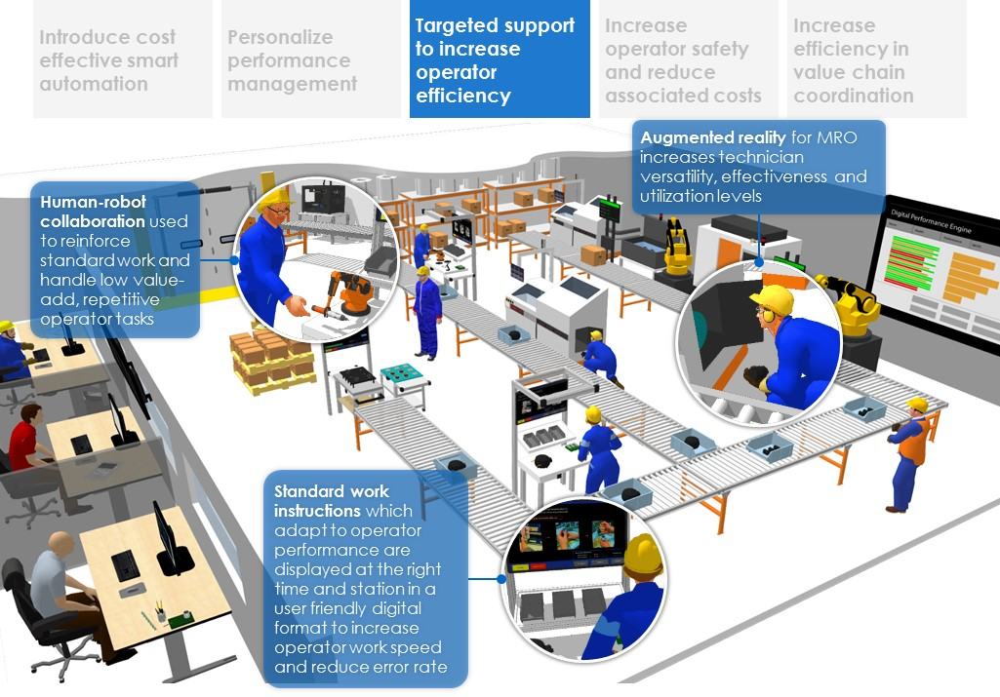 Introduce cost
effective smart
automation
Personalize
performance
management
Targeted support
to increase
operator
efficiency
Increase
operator safety
and reduce
associated costs
Increase
efficiency in
value chain
coordination
Augmented reality for MRO
increases technician
versatility, effectiveness and
utilization levels
Human-robot
collaboration used
to reinforce
standard work and
handle low value-
add, repetitive
operator tasks
Digital Performance Engine
Standard work
instructions which
adapt to operator
performance are
displayed at the right
time and station in a
user friendly digital
format to increase
operator work speed
and reduce error rate